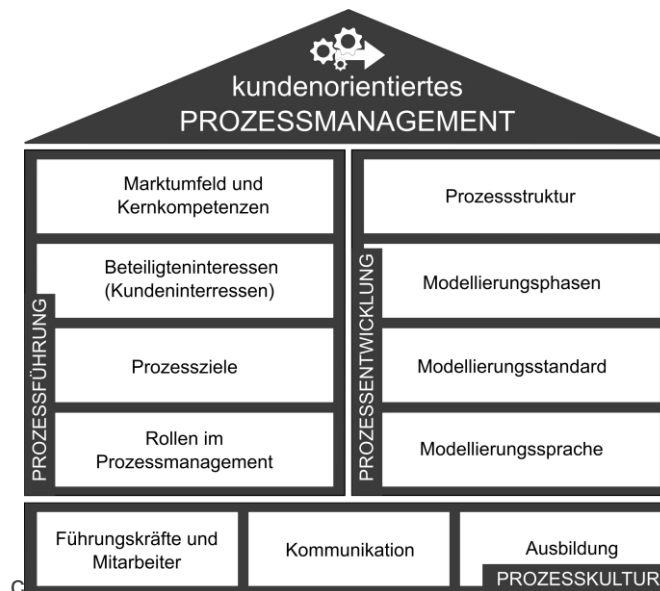 kundenorientiertes
PROZESSMANAGEMENT
PROZESSFÜHRUNG
Marktumfeld und
Kernkompetenzen
Beteiligteninteressen
(Kundeninterressen)
Prozessziele
Rollen im
Prozessmanagement
PROZESSENTWICKLUNG
Prozessstruktur
Modellierungsphasen
Modellierungsstandard
Modellierungssprache
Führungskräfte und
Mitarbeiter
Kommunikation
Ausbildung
PROZESSKULTUR
c